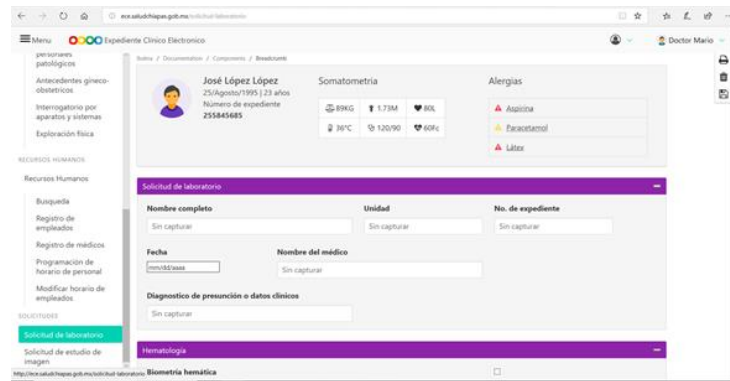 ece.saludchiapas.gob.mx/solicitud-laboratorio
Menu
Expediente Clínico Electronico
Doctor Mario
personales
patológicos
Antecedentes gineco-
obstetricos
Interrogatorio por
aparatos y sistemas
Exploración física
RECURSOS HUMANOS
Recursos Humanos
Busqueda
Registro de
empleados
Registro de médicos
Programación de
horario de personal
Modificar horario de
empleados
SOLICITUDES
Solicitud de laboratorio
Solicitud de estudio de
imagen
http://ece.saludchiapas.gob.mx/solicitud-laboratorio
/ Documentation / Components / Breadcrumb
José López López
25/Agosto/1995 | 23 años
Número de expediente
255845685
Somatometria
89KG 1.73M 80L
36°C 120/90 60Fc
Alergias
Aspirina
Paracetamol
Látex
Solicitud de laboratorio
Nombre completo Unidad No. de expediente
Sin capturar Sin capturar Sin capturar
Fecha Nombre del médico
mm/dd/aaaa Sin capturar
Diagnostico de presunción o datos clínicos
Sin capturar
Hematología
Biometría hemática